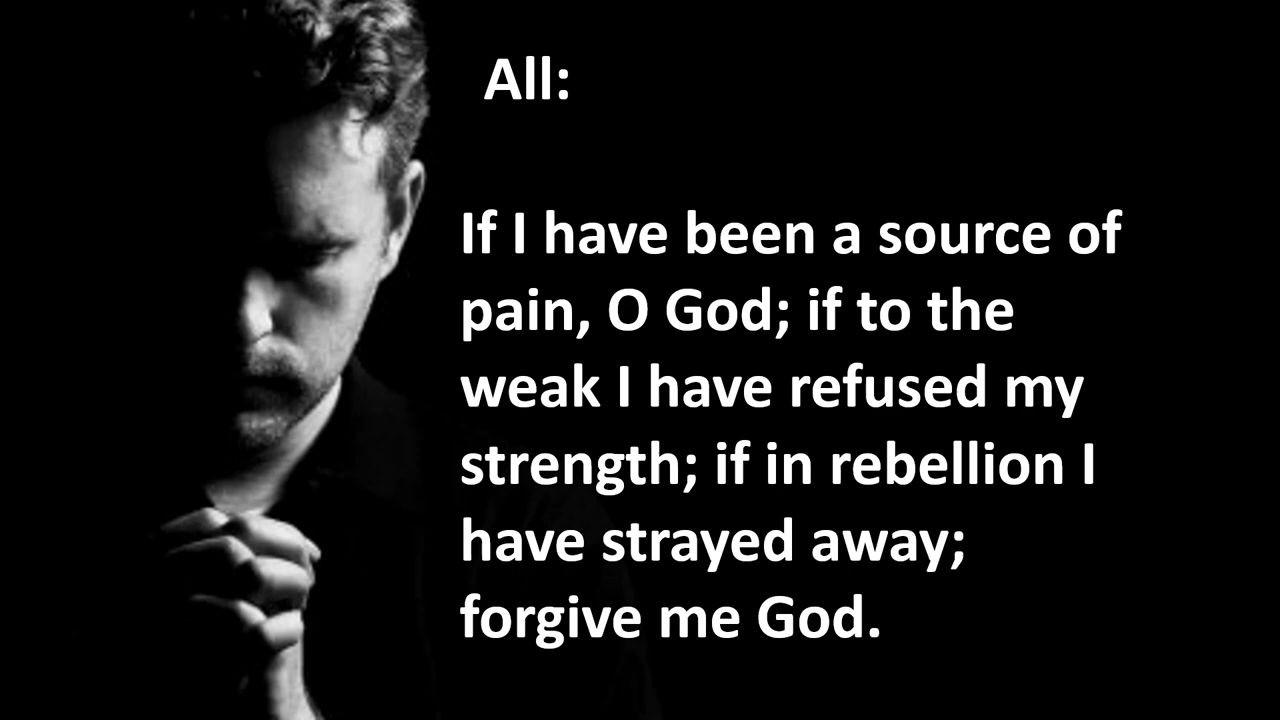 All:
If I have been a source of
pain, O God; if to the
weak I have refused my
strength; if in rebellion I
have strayed away;
forgive me God.